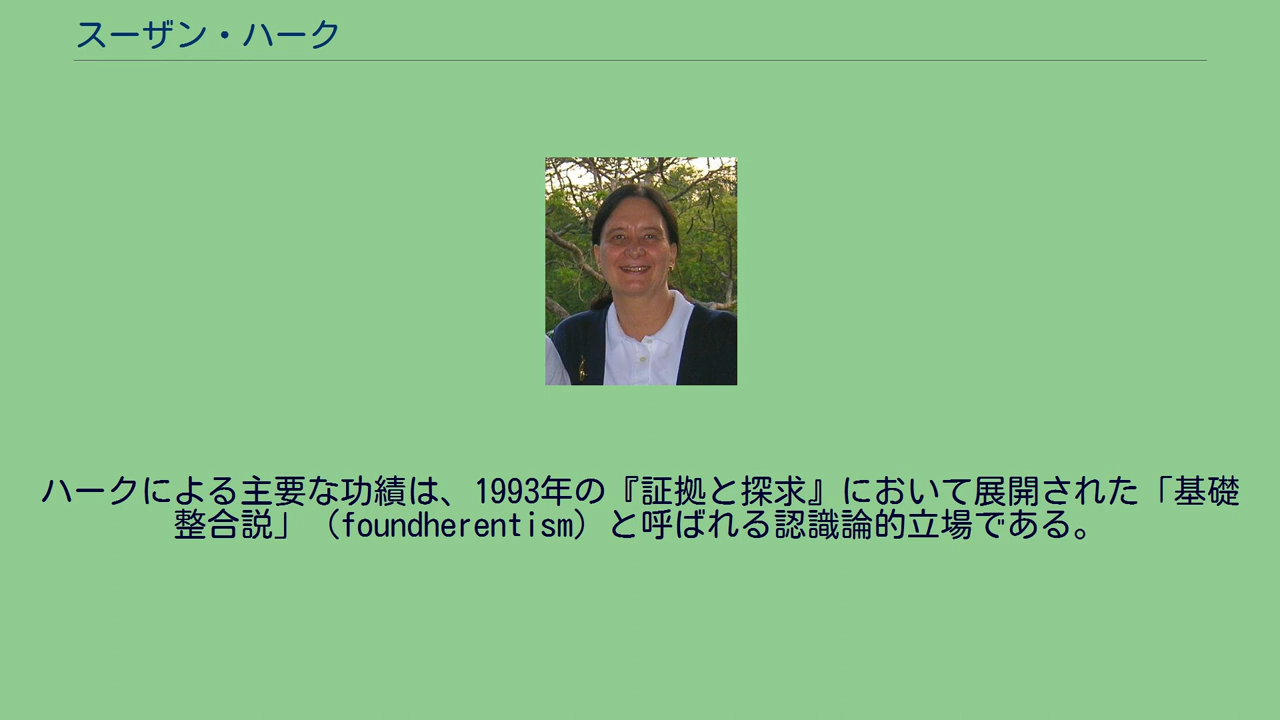 スーザン・ハーク
ハークによる主要な功績は、1993年の『証拠と探求』において展開された「基礎
整合説」（foundherentism）と呼ばれる認識論的立場である。